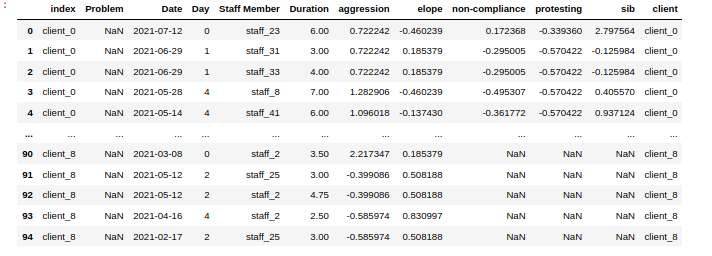 index Problem Date Day Staff Member Duration aggression elope non-compliance protesting sib client
0 client_0 NaN 2021-07-12 0 staff_23 6.00 0.722242 -0.460239 0.172368 -0.339360 2.797564 client_0
1 client_0 NaN 2021-06-29 1 staff_31 3.00 0.722242 0.185379 -0.295005 -0.570422 -0.125984 client_0
2 client_0 NaN 2021-06-29 1 staff_33 4.00 0.722242 0.185379 -0.295005 -0.570422 -0.125984 client_0
3 client_0 NaN 2021-05-28 4 staff_8 7.00 1.282906 -0.460239 -0.495307 -0.570422 0.405570 client_0
4 client_0 NaN 2021-05-14 4 staff_41 6.00 1.096018 -0.137430 -0.361772 -0.570422 0.937124 client_0
... ... ... ... ... ... ... ... ... ... ... ... ...
90 client_8 NaN 2021-03-08 0 staff_2 3.50 2.217347 0.185379 NaN NaN NaN client_8
91 client_8 NaN 2021-05-12 2 staff_25 3.00 -0.399086 0.508188 NaN NaN NaN client_8
92 client_8 NaN 2021-05-12 2 staff_2 4.75 -0.399086 0.508188 NaN NaN NaN client_8
93 client_8 NaN 2021-04-16 4 staff_2 2.50 -0.585974 0.830997 NaN NaN NaN client_8
94 client_8 NaN 2021-02-17 2 staff_25 3.00 -0.585974 0.508188 NaN NaN NaN client_8